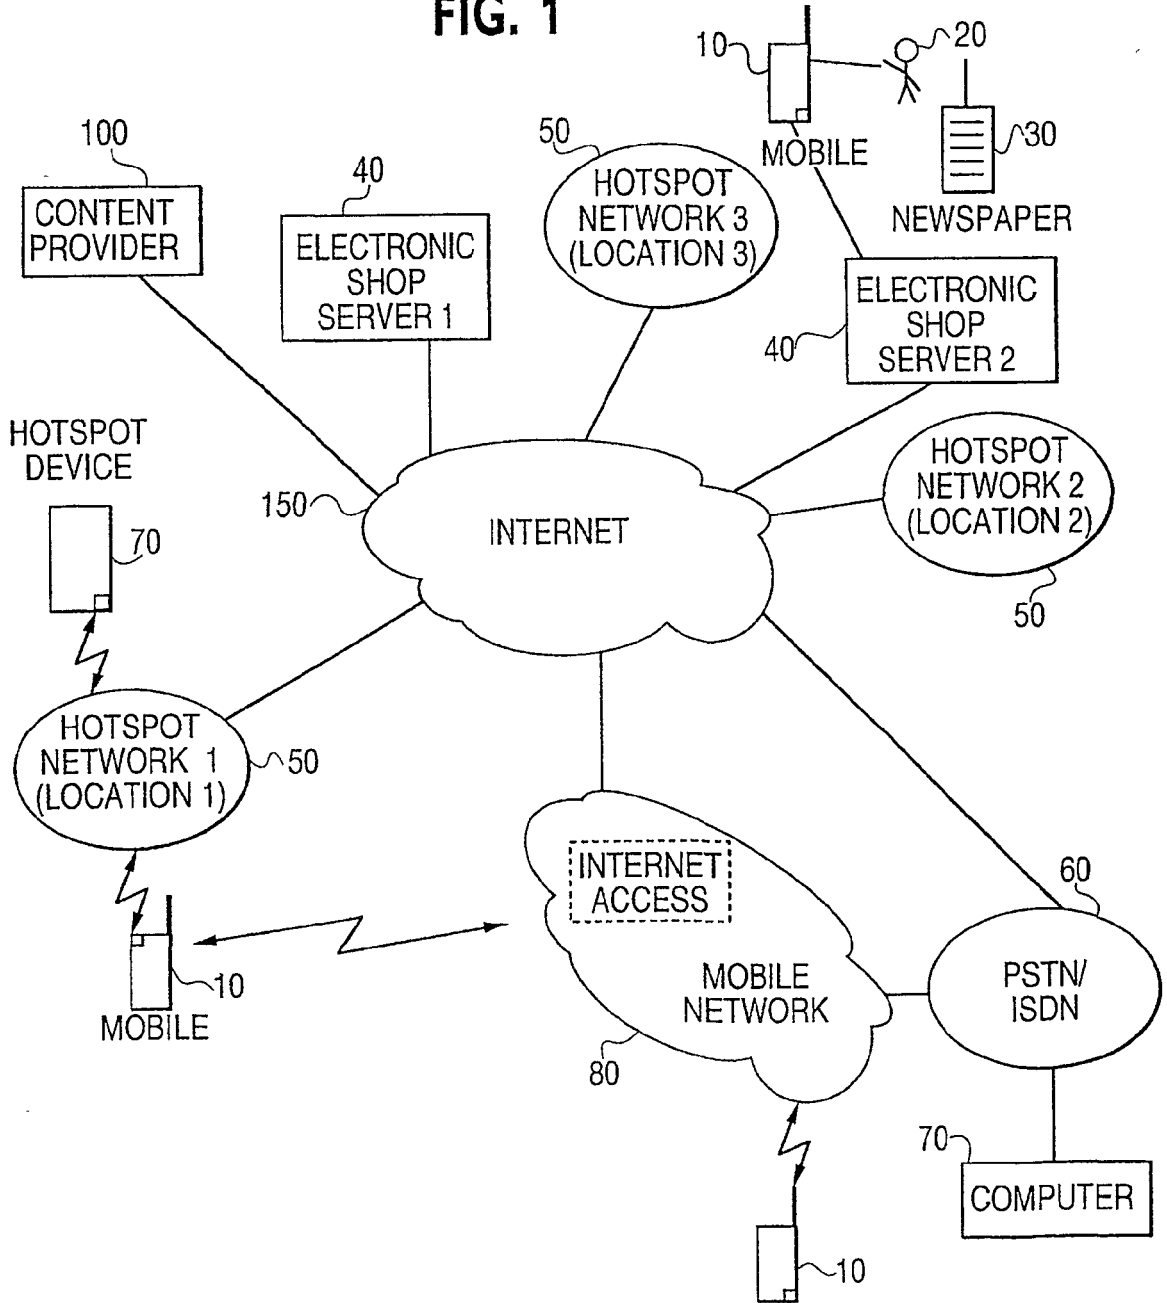 FIG. 1
10
20
100
50
30
MOBILE
40
HOTSPOT
NETWORK 3
(LOCATION 3)
CONTENT
PROVIDER
NEWSPAPER
ELECTRONIC
SHOP
SERVER 1
ELECTRONIC
SHOP
SERVER 2
40
HOTSPOT
DEVICE
HOTSPOT
NETWORK 2
(LOCATION 2)
150
INTERNET
70
50
HOTSPOT
NETWORK 1
(LOCATION 1)
50
INTERNET
ACCESS
60
10
MOBILE
MOBILE
NETWORK
PSTN/
ISDN
80
70
COMPUTER
10